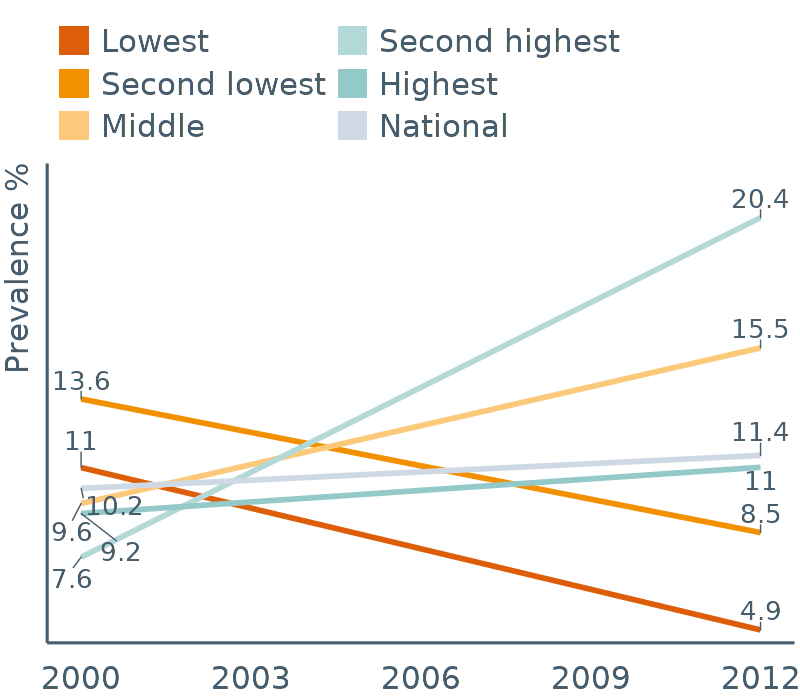 Lowest
Second lowest
Middle
Second highest
Highest
National
Prevalence %
13.6
11
10.2
9.6
9.2
7.6
20.4
15.5
11.4
11
8.5
4.9
2000 2003 2006 2009 2012